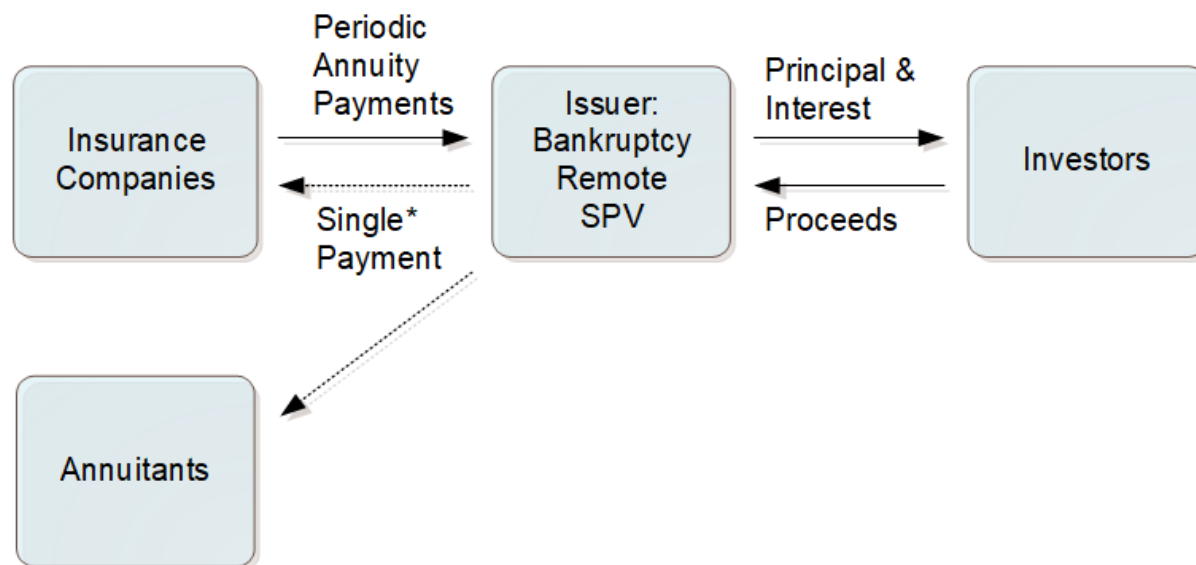 Periodic
Annuity
Payments
Insurance
Companies
Single*
Payment
Issuer:
Bankruptcy
Remote
SPV
Principal &
Interest
Proceeds
Investors
Annuitants